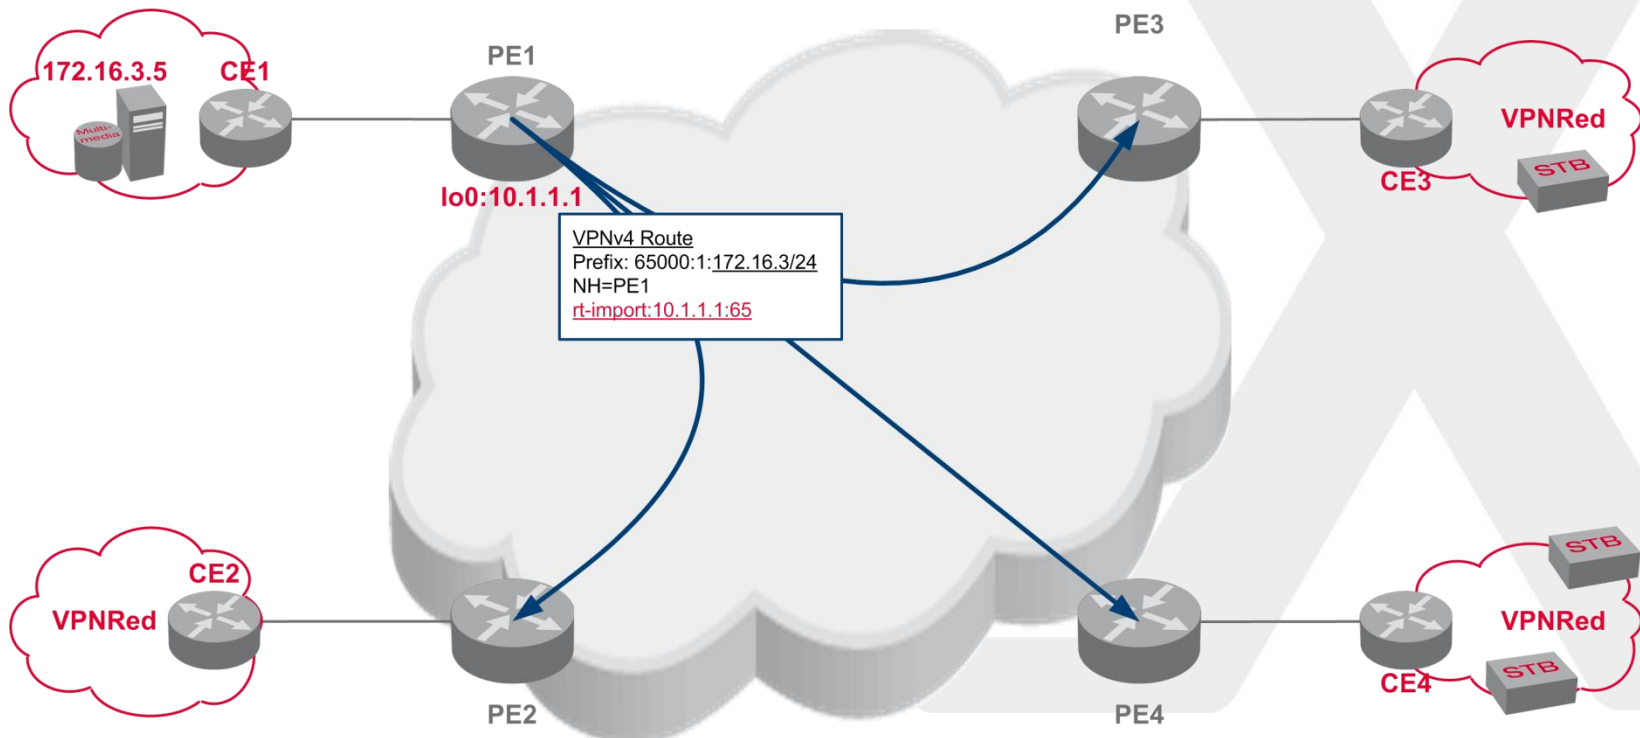 PE1
PE3
172.16.3.5
CE1
Multi-
media
lo0:10.1.1.1
VPNRed
STB
CE3
VPNv4 Route
Prefix: 65000:1:172.16.3/24
NH=PE1
rt-import:10.1.1.1:65
CE2
VPNRed
PE2
PE4
STB
VPNRed
CE4
STB